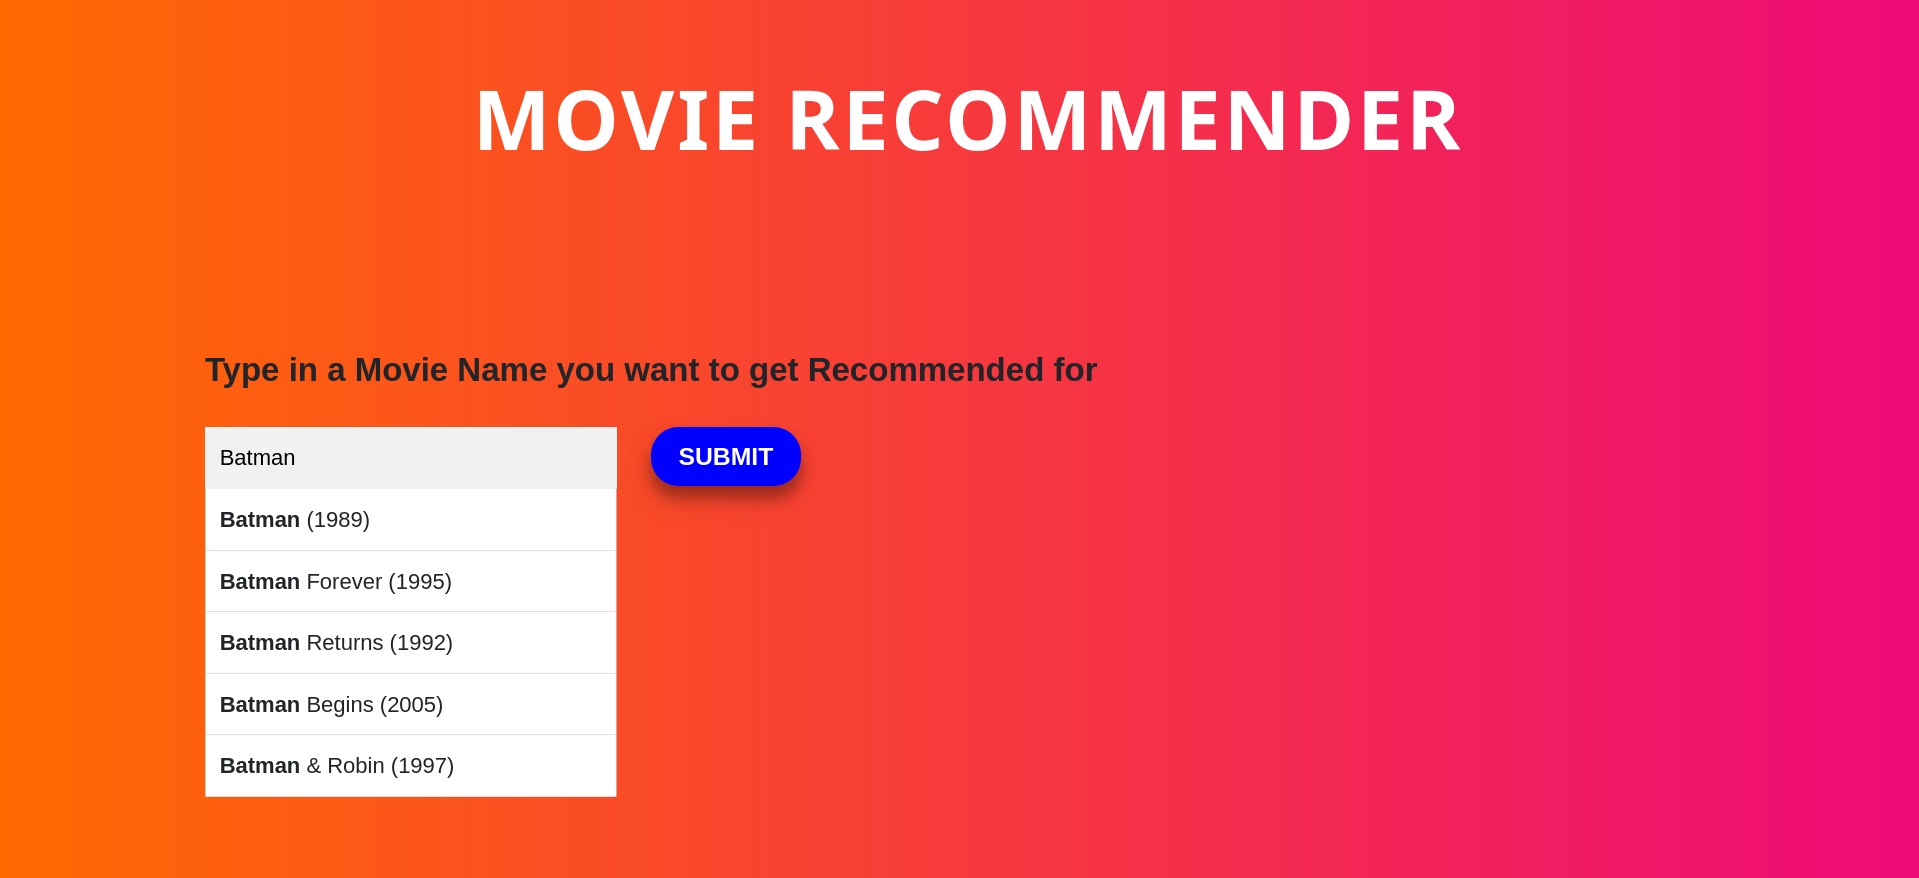 MOVIE RECOMMENDER
Type in a Movie Name you want to get Recommended for
Batman
SUBMIT
Batman (1989)
Batman Forever (1995)
Batman Returns (1992)
Batman Begins (2005)
Batman & Robin (1997)